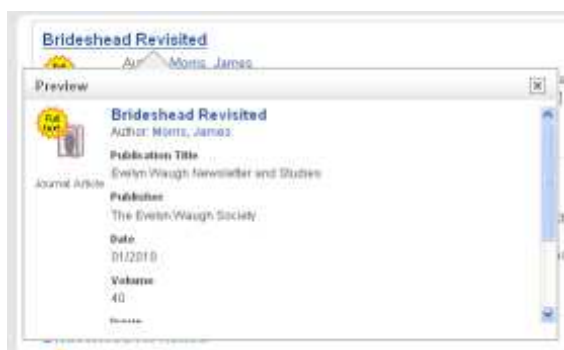 Brideshead Revisited
Morris, James
Preview
Full
text
Brideshead Revisited
Author: Morris, James
Publication Title
Evelyn Waugh Newsletter and Studies
Journal Article
Publisher
The Evelyn Waugh Society
Date
01/2010
Volume
40